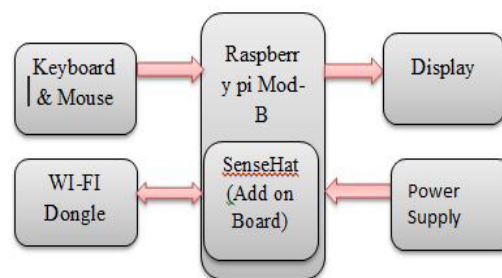 Keyboard
& Mouse
Raspberr
y pi Mod-
B
Display
WI-FI
Dongle
SenseHat
(Add on
Board)
Power
Supply